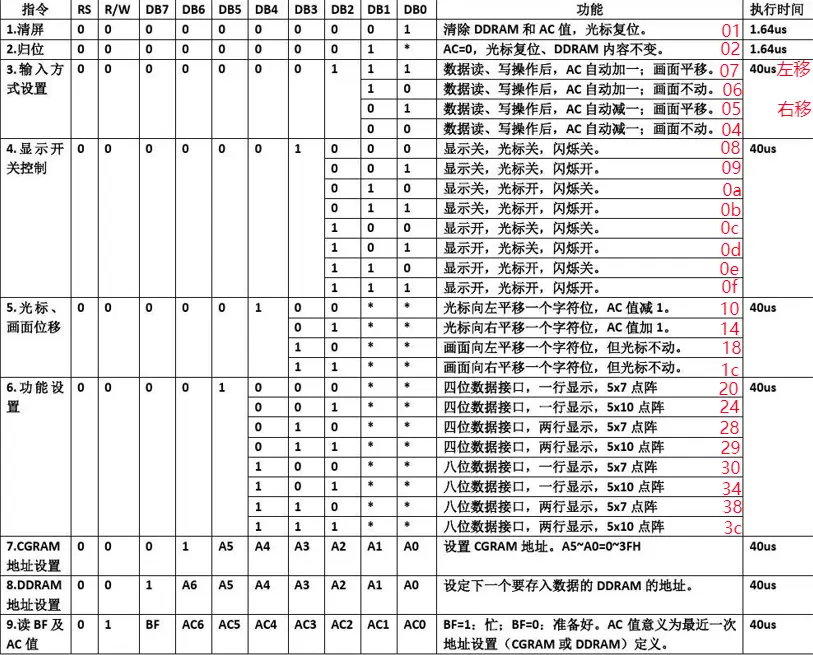 指令 RS R/W DB7 DB6 DB5 DB4 DB3 DB2 DB1 DB0 功能 执行时间
1.清屏 0 0 0 0 0 0 0 0 0 1 清除 DDRAM 和 AC 值，光标复位。 01 1.64us
2.归位 0 0 0 0 0 0 0 0 1 * AC=0，光标复位、DDRAM 内容不变。 02 1.64us
3.输入方 0 0 0 0 0 0 0 1 1 1 数据读、写操作后，AC 自动加一；画面平移。 07 40us 左移
式设置 1 0 数据读、写操作后，AC 自动加一；画面不动。 06
0 1 数据读、写操作后，AC 自动减一；画面平移。 05 右移
0 0 数据读、写操作后，AC 自动减一；画面不动。 04
4.显示开 0 0 0 0 0 0 1 0 0 0 显示关，光标关，闪烁关。 08 40us
关控制 0 0 1 显示关，光标关，闪烁开。 09
0 1 0 显示关，光标开，闪烁关。 0a
0 1 1 显示关，光标开，闪烁开。 0b
1 0 0 显示开，光标关，闪烁关。 0c
1 0 1 显示开，光标关，闪烁开。 0d
1 1 0 显示开，光标开，闪烁关。 0e
1 1 1 显示开，光标开，闪烁开。 0f
5.光标、 0 0 0 0 0 1 0 0 * * 光标向左平移一个字符位，AC 值减 1。 10 40us
画面位移 0 1 * * 光标向右平移一个字符位，AC 值加 1。 14
1 0 * * 画面向左平移一个字符位，但光标不动。 18
1 1 * * 画面向右平移一个字符位，但光标不动。 1c
6.功能设 0 0 0 0 1 0 0 0 * * 四位数据接口，一行显示，5x7 点阵 20 40us
置 0 0 1 * * 四位数据接口，一行显示，5x10 点阵 24
0 1 0 * * 四位数据接口，两行显示，5x7 点阵 28
0 1 1 * * 四位数据接口，两行显示，5x10 点阵 29
1 0 0 * * 八位数据接口，一行显示，5x7 点阵 30
1 0 1 * * 八位数据接口，一行显示，5x10 点阵 34
1 1 0 * * 八位数据接口，两行显示，5x7 点阵 38
1 1 1 * * 八位数据接口，两行显示，5x10 点阵 3c
7.CGRAM 0 0 0 1 A5 A4 A3 A2 A1 A0 设置 CGRAM 地址。A5~A0=0~3FH 40us
地址设置
8.DDRAM 0 0 1 A6 A5 A4 A3 A2 A1 A0 设定下一个要存入数据的 DDRAM 的地址。 40us
地址设置
9.读 BF 及 0 1 BF AC6 AC5 AC4 AC3 AC2 AC1 AC0 BF=1：忙；BF=0：准备好。AC 值意义为最近一次 40us
AC 值 地址设置（CGRAM 或 DDRAM）定义。